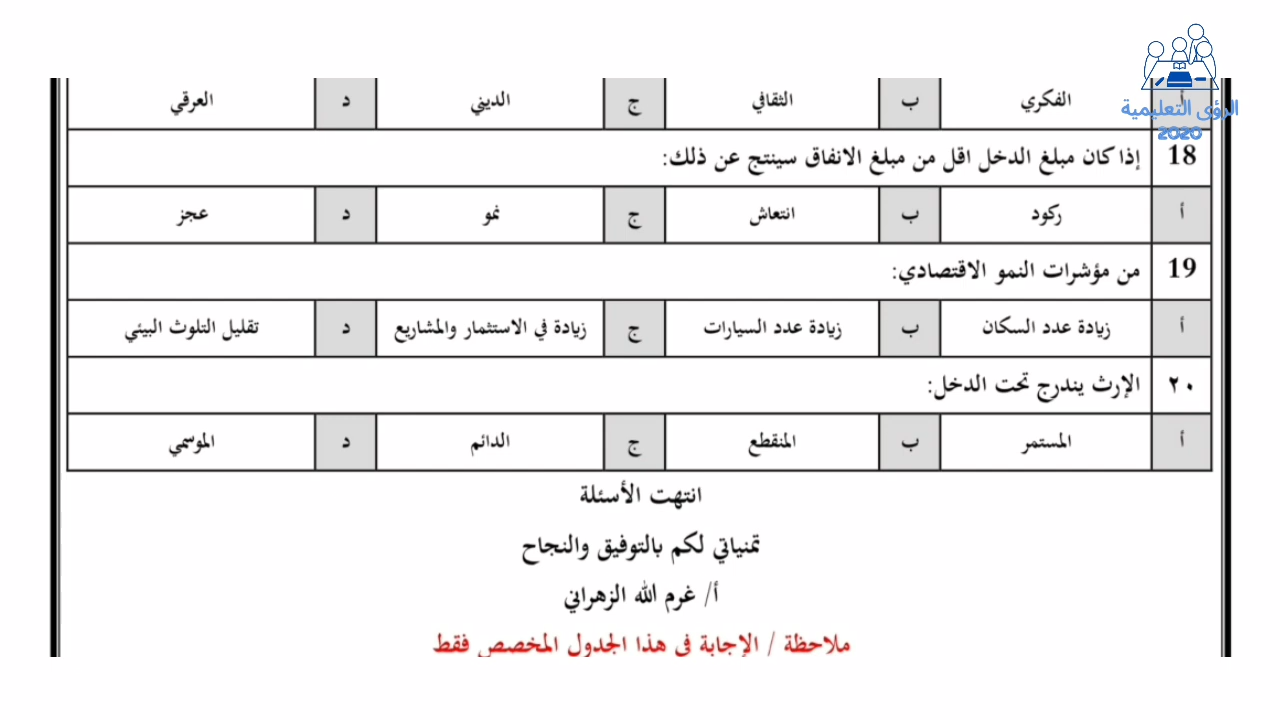 الرؤى التعليمية
2020
أ الفكري ب الثقافي ج الديني د العرقي
18 إذا كان مبلغ الدخل اقل من مبلغ الانفاق سينتج عن ذلك:
أ ركود ب انتعاش ج نمو د عجز
19 من مؤشرات النمو الاقتصادي:
أ زيادة عدد السكان ب زيادة عدد السيارات ج زيادة في الاستثمار والمشاريع د تقليل التلوث البيئي
٢٠ الإرث يندرج تحت الدخل:
أ المستمر ب المنقطع ج الدائم د الموسمي
انتهت الأسئلة
تمنياتي لكم بالتوفيق والنجاح
أ/ غرم الله الزهراني
ملاحظة / الإجابة في هذا الجدول المخصص فقط